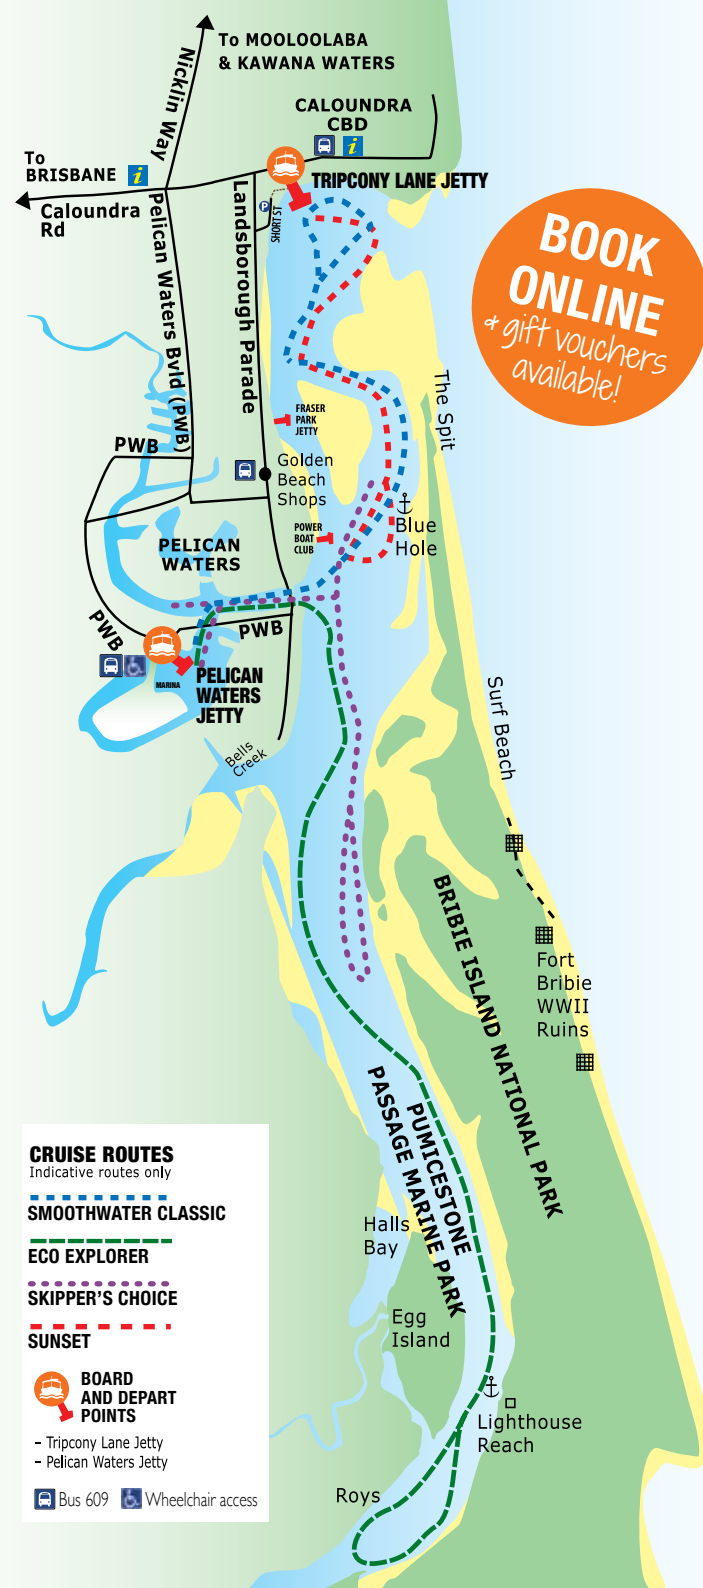 To MOOLOOLABA
& KAWANA WATERS
Nicklin Way
CALOUNDRA
CBD
i
To
BRISBANE
i
TRIPCONY LANE JETTY
Caloundra
Rd
Landsborough Parade
P
SHORT ST
Pelican Waters Bvld (PWB)
BOOK
ONLINE
& gift vouchers
available!
The Spit
FRASER
PARK
JETTY
PWB
Golden
Beach
Shops
POWER
BOAT
CLUB
Blue
Hole
PELICAN
WATERS
PWB
PWB
MARINA
PELICAN
WATERS
JETTY
Surf Beach
Bells
Creek
BRIBIE ISLAND NATIONAL PARK
Fort
Bribie
WWII
Ruins
PUMICESTONE
PASSAGE MARINE PARK
Halls
Bay
Egg
Island
Lighthouse
Reach
Roys
CRUISE ROUTES
Indicative routes only
SMOOTHWATER CLASSIC
ECO EXPLORER
SKIPPER'S CHOICE
SUNSET
BOARD
AND DEPART
POINTS
– Tripcony Lane Jetty
– Pelican Waters Jetty
Bus 609 Wheelchair access